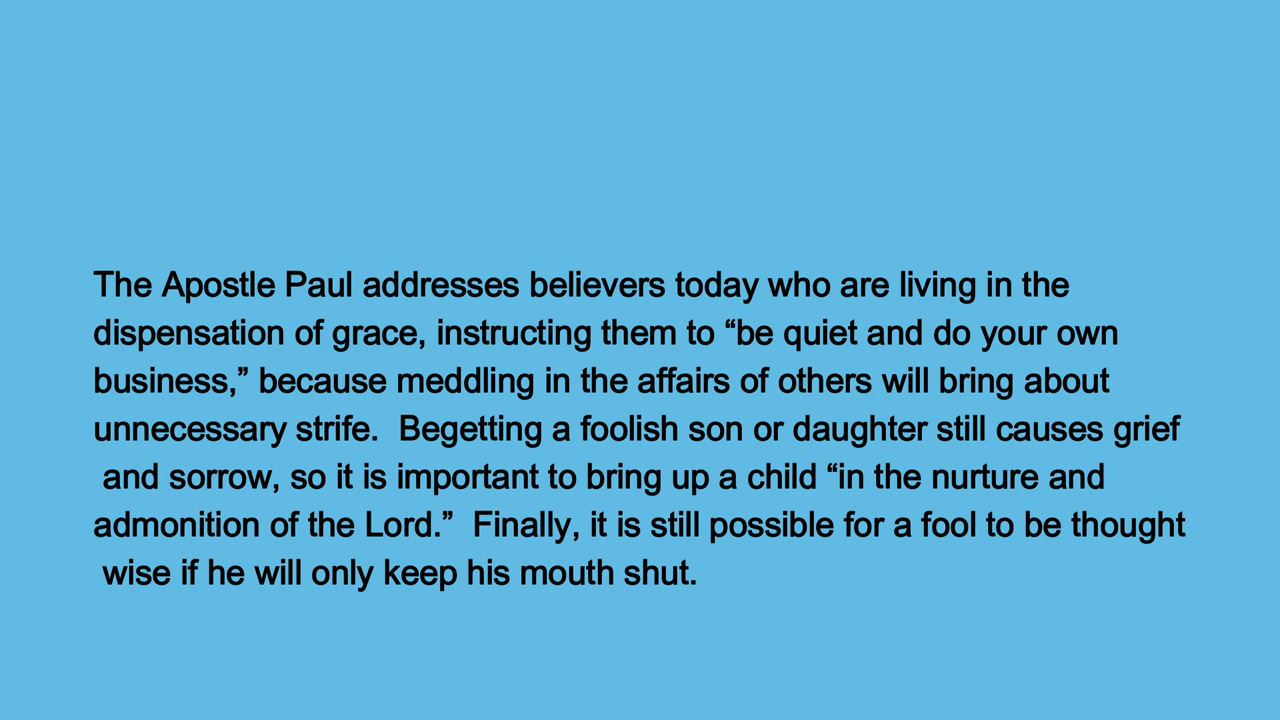 The Apostle Paul addresses believers today who are living in the
dispensation of grace, instructing them to “be quiet and do your own
business,” because meddling in the affairs of others will bring about
unnecessary strife.  Begetting a foolish son or daughter still causes grief
and sorrow, so it is important to bring up a child “in the nurture and
admonition of the Lord.”  Finally, it is still possible for a fool to be thought
wise if he will only keep his mouth shut.